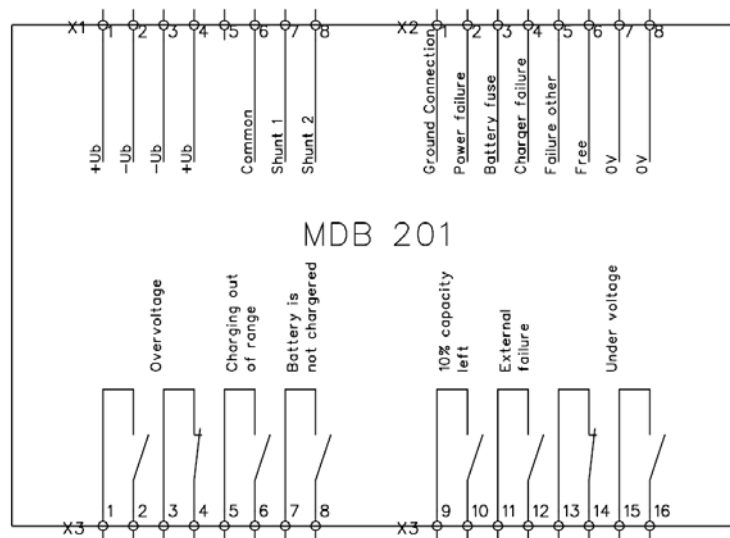 X1 1 2 3 4 5 6 7 8
X2 1 2 3 4 5 6 7 8
+Ub
-Ub
-Ub
+Ub
Common
Shunt 1
Shunt 2
Ground Connection
Power failure
Battery fuse
Charger failure
Failure other
Free
0V
0V
MDB 201
Overvoltage
Charging out
of range
Battery is
not chargered
10% capacity
left
External
failure
Under voltage
X3 1 2 3 4 5 6 7 8
X3 9 10 11 12 13 14 15 16